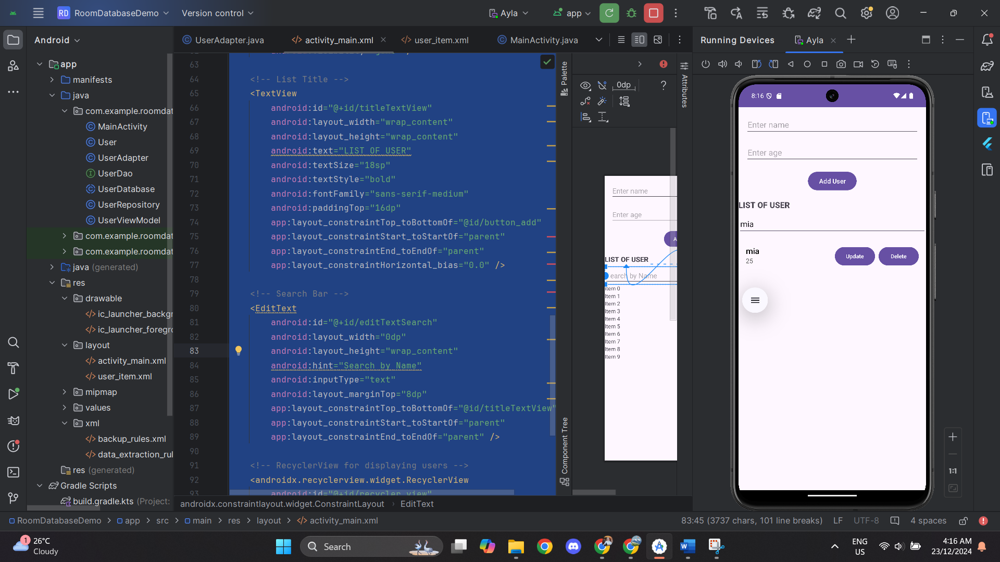 RD RoomDatabaseDemo Version control Ayla app
Android
UserAdapter.java activity_main.xml user_item.xml MainActivity.java
Running Devices Ayla
app
manifests
java
com.example.roomdat
MainActivity
User
UserAdapter
UserDao
UserDatabase
UserRepository
UserViewModel
com.example.roomdat
com.example.roomdat
java (generated)
res
drawable
ic_launcher_backgr
ic_launcher_foregro
layout
activity_main.xml
user_item.xml
mipmap
values
xml
backup_rules.xml
data_extraction_rul
res (generated)
Gradle Scripts
build.gradle.kts (Project:
63
64 <!-- List Title -->
65 <TextView
66 android:id="@+id/titleTextView"
67 android:layout_width="wrap_content"
68 android:layout_height="wrap_content"
69 android:text="LIST OF USER"
70 android:textSize="18sp"
71 android:textStyle="bold"
72 android:fontFamily="sans-serif-medium"
73 android:paddingTop="16dp"
74 app:layout_constraintTop_toBottomOf="@id/button_add"
75 app:layout_constraintStart_toStartOf="parent"
76 app:layout_constraintEnd_toEndOf="parent"
77 app:layout_constraintHorizontal_bias="0.0" />
78
79 <!-- Search Bar -->
80 <EditText
81 android:id="@+id/editTextSearch"
82 android:layout_width="0dp"
83 android:layout_height="wrap_content"
84 android:hint="Search by Name"
85 android:inputType="text"
86 android:layout_marginTop="8dp"
87 app:layout_constraintTop_toBottomOf="@id/titleTextView"
88 app:layout_constraintStart_toStartOf="parent"
89 app:layout_constraintEnd_toEndOf="parent" />
90
91 <!-- RecyclerView for displaying users -->
92 <androidx.recyclerview.widget.RecyclerView
93 android:id="@+id/recycler_view"
androidx.constraintlayout.widget.ConstraintLayout › EditText
Palette
Component Tree
0dp ?
Attributes
Enter name
Enter age
A
LIST OF USER
earch by Name
Item 0
Item 1
Item 2
Item 3
Item 4
Item 5
Item 6
Item 7
Item 8
Item 9
8:16
Enter name
Enter age
Add User
LIST OF USER
mia
mia
25
Update Delete
1:1
RoomDatabaseDemo > app > src > main > res > layout > activity_main.xml
83:45 (3737 chars, 101 line breaks) LF UTF-8 4 spaces
1
26°C
Cloudy
Search
ENG
US
4:16 AM
23/12/2024